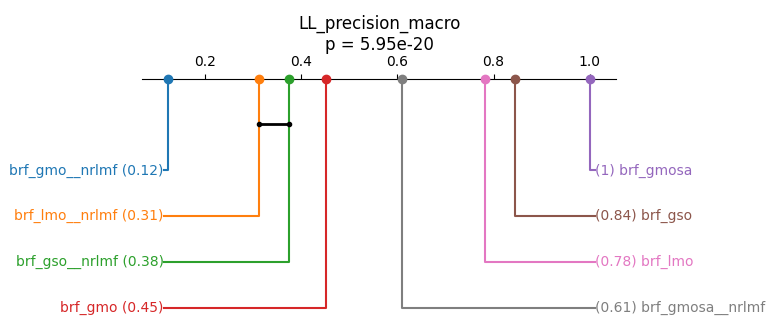 LL_precision_macro
p = 5.95e-20
0.2 0.4 0.6 0.8 1.0
brf_gmo__nrlmf (0.12) (1) brf_gmosa
brf_lmo__nrlmf (0.31) (0.84) brf_gso
brf_gso__nrlmf (0.38) (0.78) brf_lmo
brf_gmo (0.45) (0.61) brf_gmosa__nrlmf